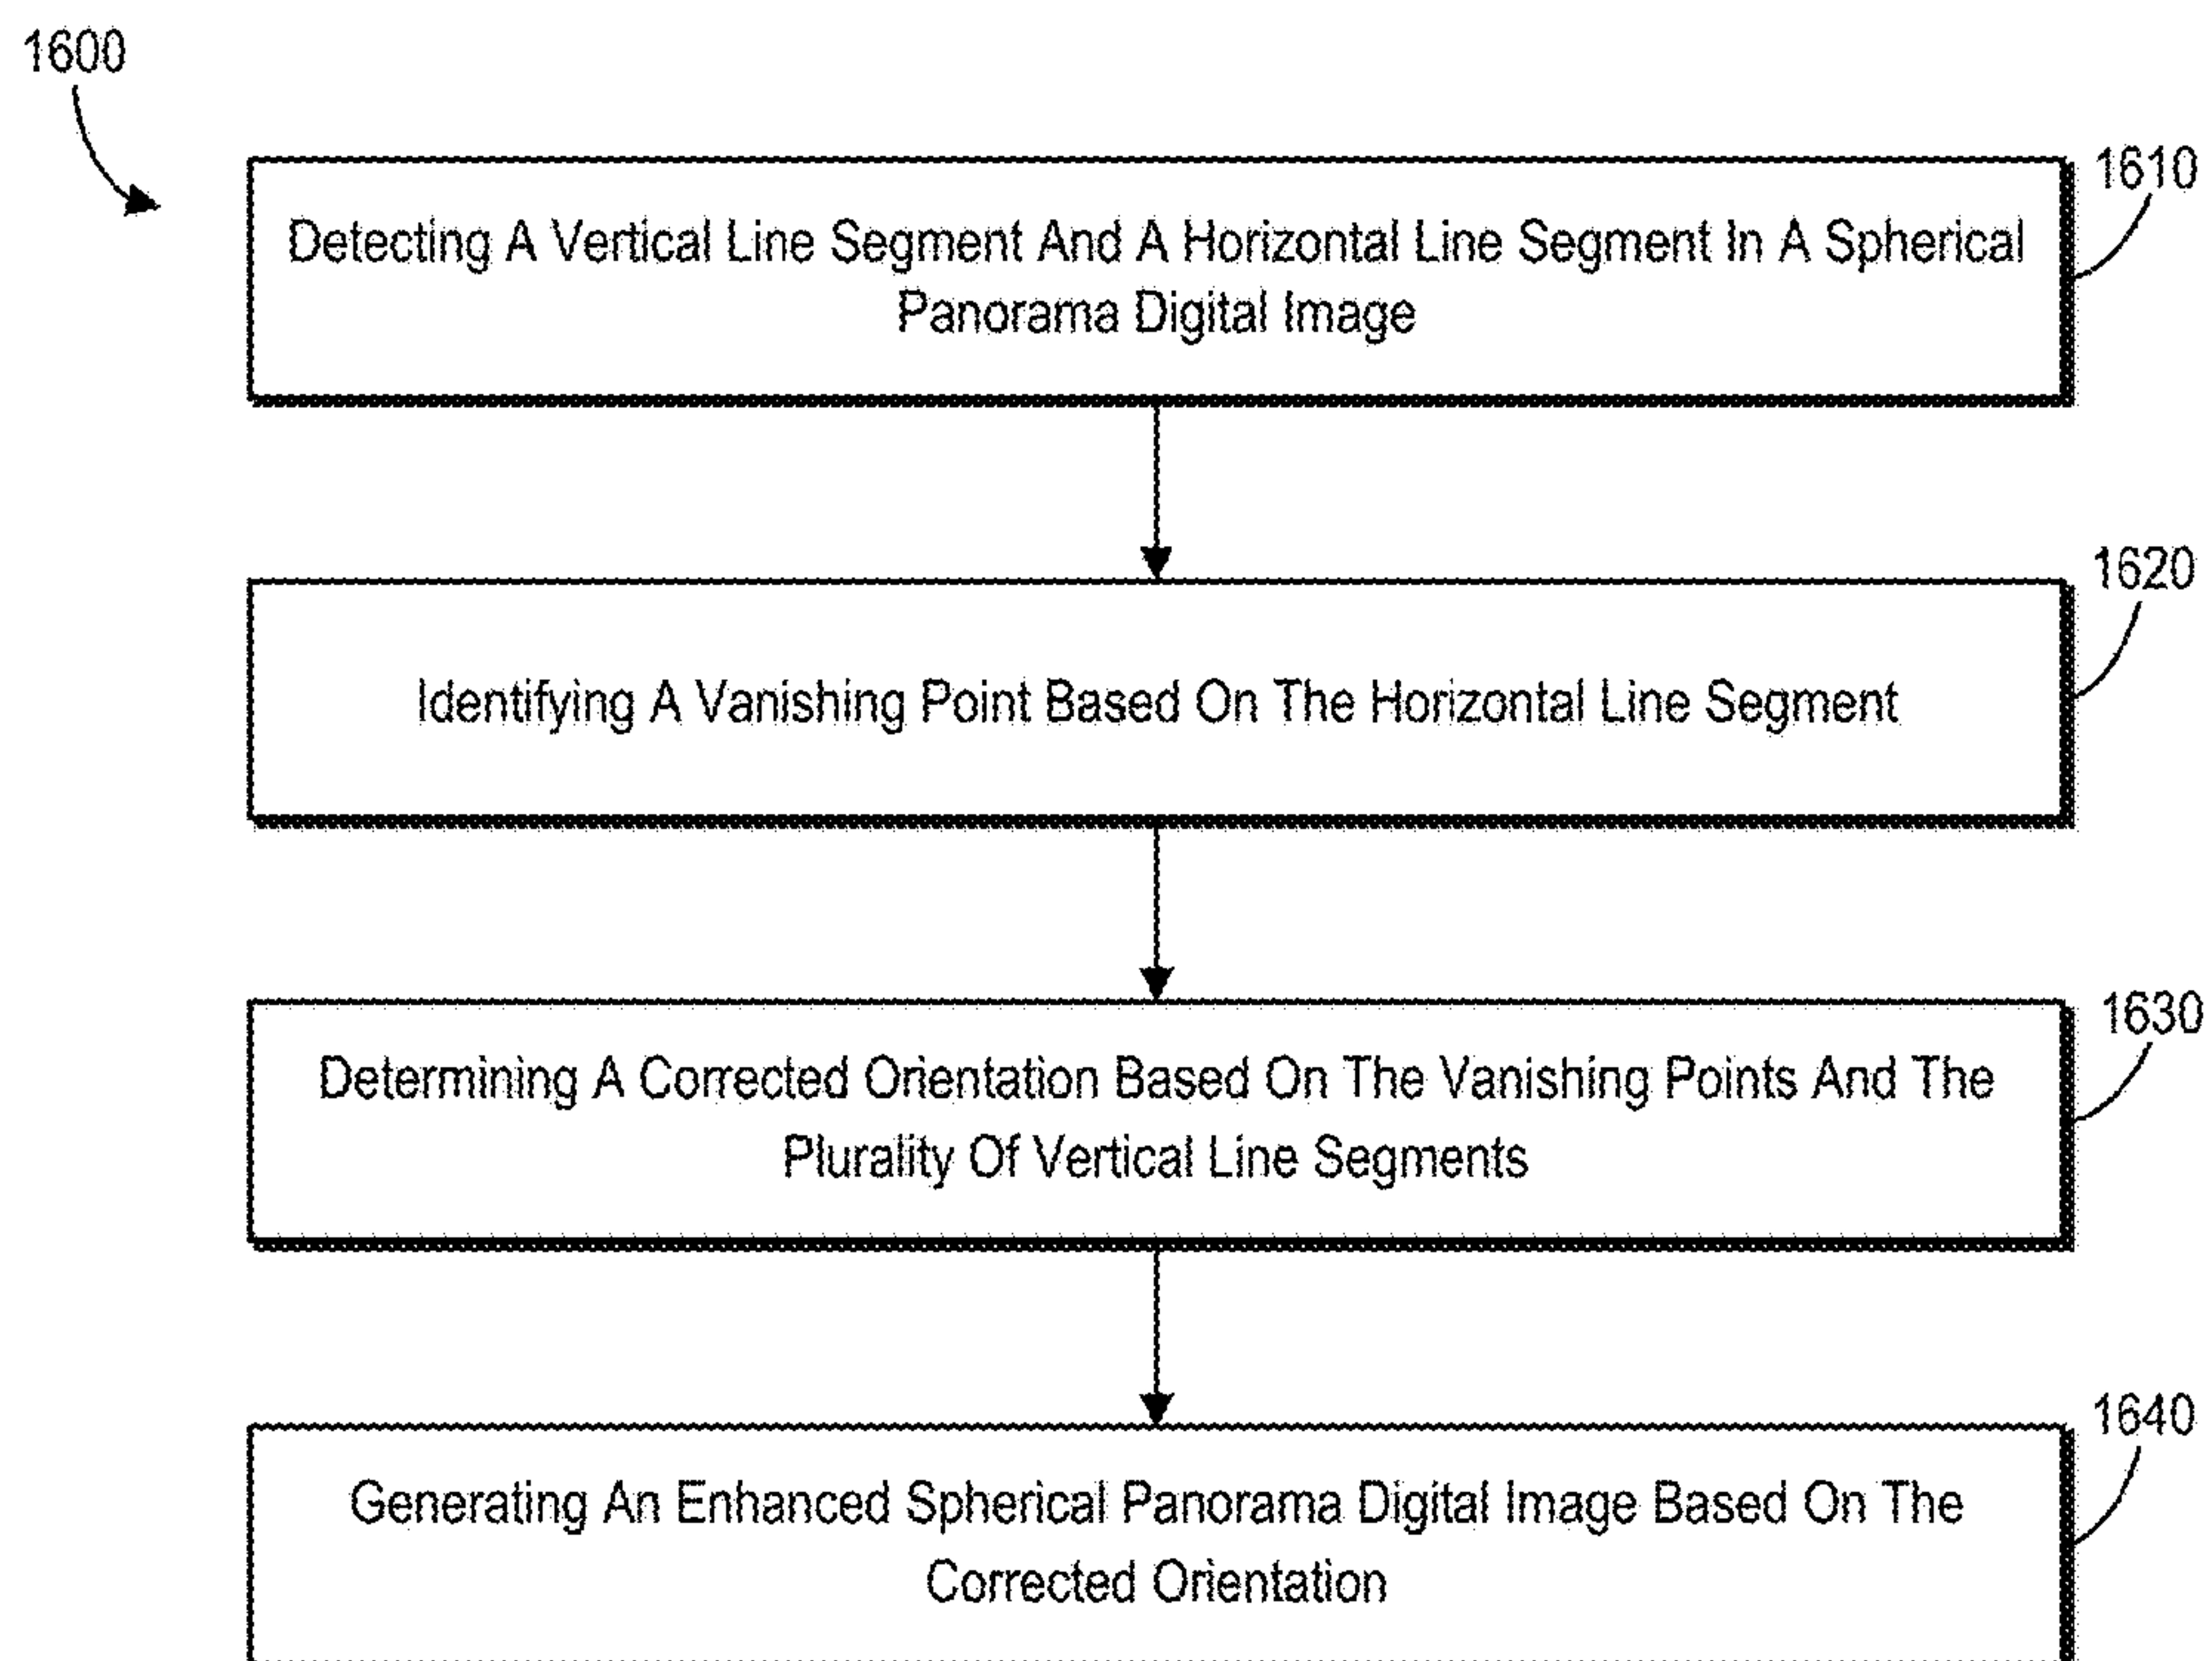 1600
1610
Detecting A Vertical Line Segment And A Horizontal Line Segment In A Spherical
Panorama Digital Image
1620
Identifying A Vanishing Point Based On The Horizontal Line Segment
1630
Determining A Corrected Orientation Based On The Vanishing Points And The
Plurality Of Vertical Line Segments
1640
Generating An Enhanced Spherical Panorama Digital Image Based On The
Corrected Orientation